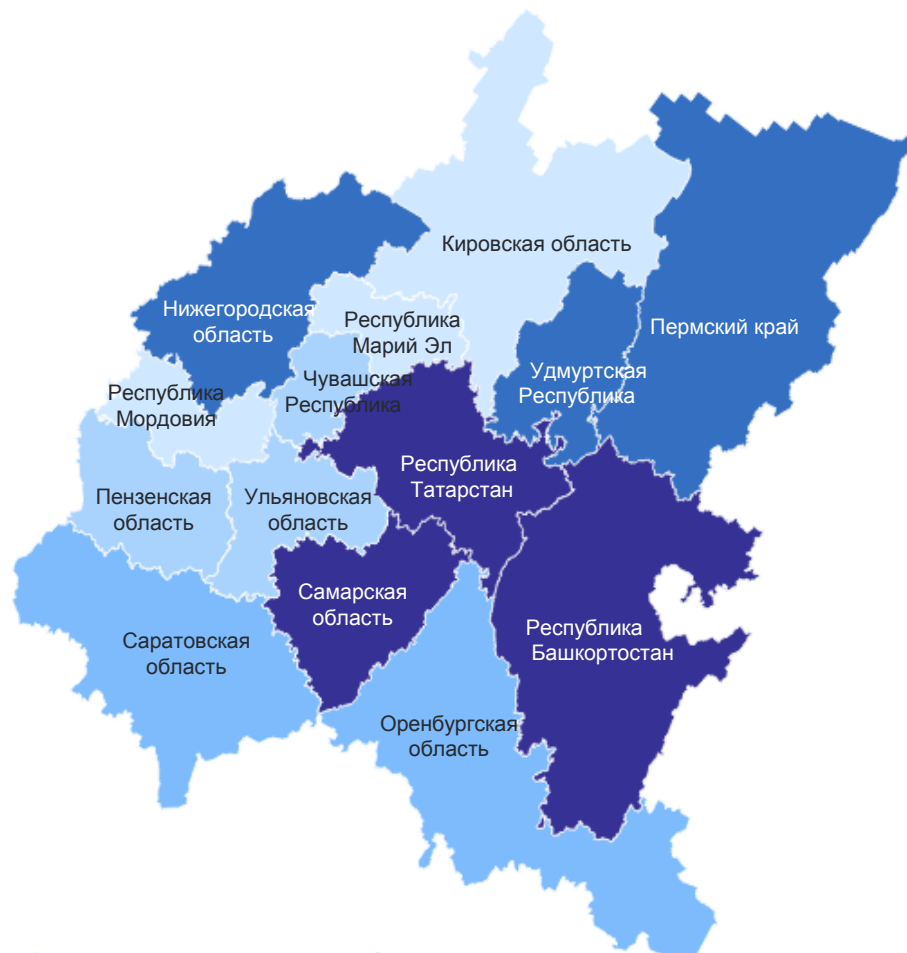 Кировская область
Нижегородская
область
Республика
Марий Эл
Пермский край
Чувашская
Республика
Удмуртская
Республика
Республика
Мордовия
Республика
Татарстан
Пензенская
область
Ульяновская
область
Самарская
область
Республика
Башкортостан
Саратовская
область
Оренбургская
область